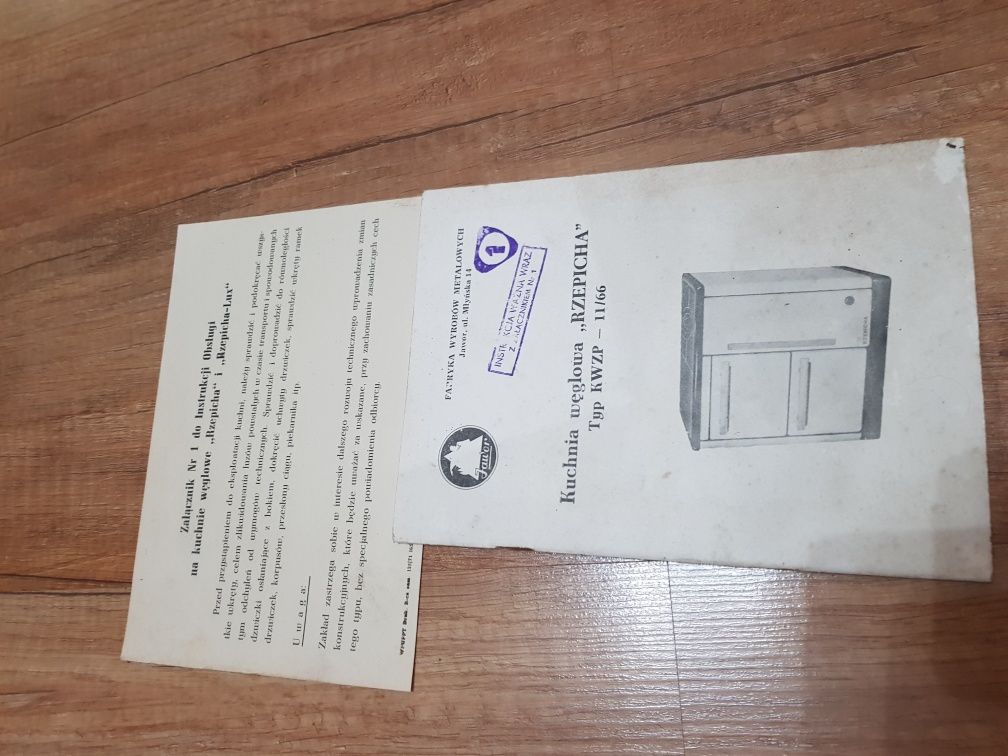 Załącznik Nr 1 do Instrukcji Obsługi
na kuchnie węglowe „Rzepicha“ i „Rzepicha-Lux“
Przed przystąpieniem do eksploatacji kuchni, należy sprawdzić i podokręcać wszys-
tkie wkręty, celem zlikwidowania luzów powstałych w czasie transportu i spowodowanych
tym odchyleń od wymogów technicznych. Sprawdzić i doprowadzić do równoległości
drzwiczki osłaniające z bokiem, dokręcić uchwyty drzwiczek, sprawdzić wkręty ramek
drzwiczek, korpusów, przesłony ciągu, piekarnika itp.
U w a g a:
Zakład zastrzega sobie w interesie dalszego rozwoju technicznego wprowadzenia zmian
konstrukcyjnych, które będzie uważać za wskazane, przy zachowaniu zasadniczych cech
tego typu, bez specjalnego powiadomienia odbiorcy.
Jawor
FABRYKA WYROBÓW METALOWYCH
Jawor, ul. Młyńska 14
1
INSTRUKCJA WAŻNA WRAZ
Z ZAŁĄCZNIKIEM Nr 1
Kuchnia węglowa „RZEPICHA”
Typ KWZP — 11/66
RZEPICHA